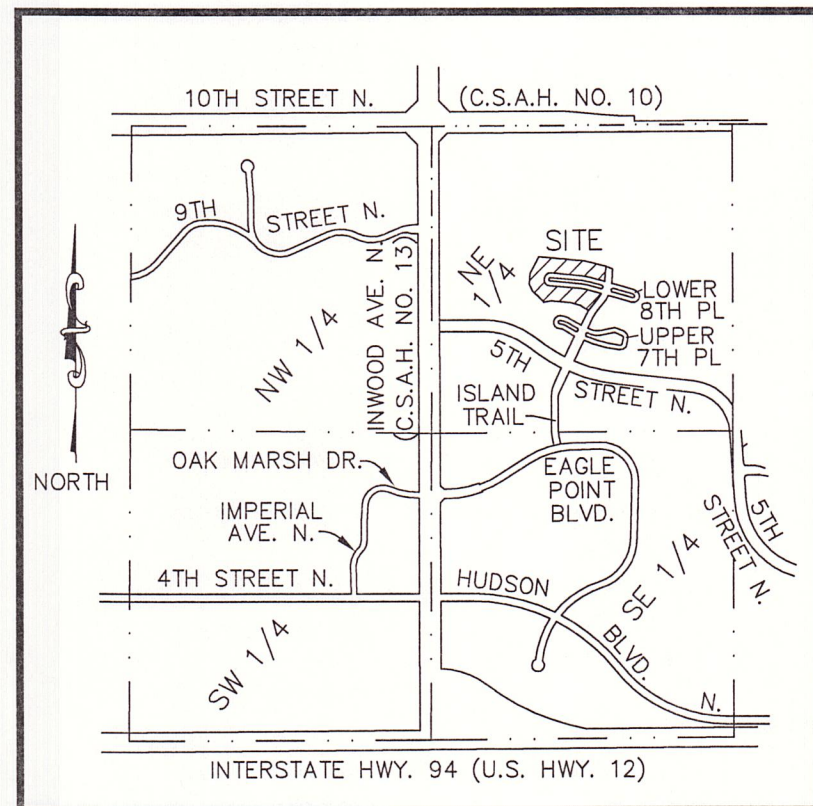 10TH STREET N. (C.S.A.H. NO. 10)
9TH STREET N.
INWOOD AVE. N.
(C.S.A.H. NO. 13)
NE
1/4
SITE
LOWER
8TH PL
UPPER
7TH PL
NW 1/4
5TH STREET N.
ISLAND
TRAIL
NORTH
OAK MARSH DR.
EAGLE
POINT
BLVD.
IMPERIAL
AVE. N.
5TH
STREET N.
4TH STREET N.
HUDSON BLVD. N.
SE 1/4
SW 1/4
INTERSTATE HWY. 94 (U.S. HWY. 12)